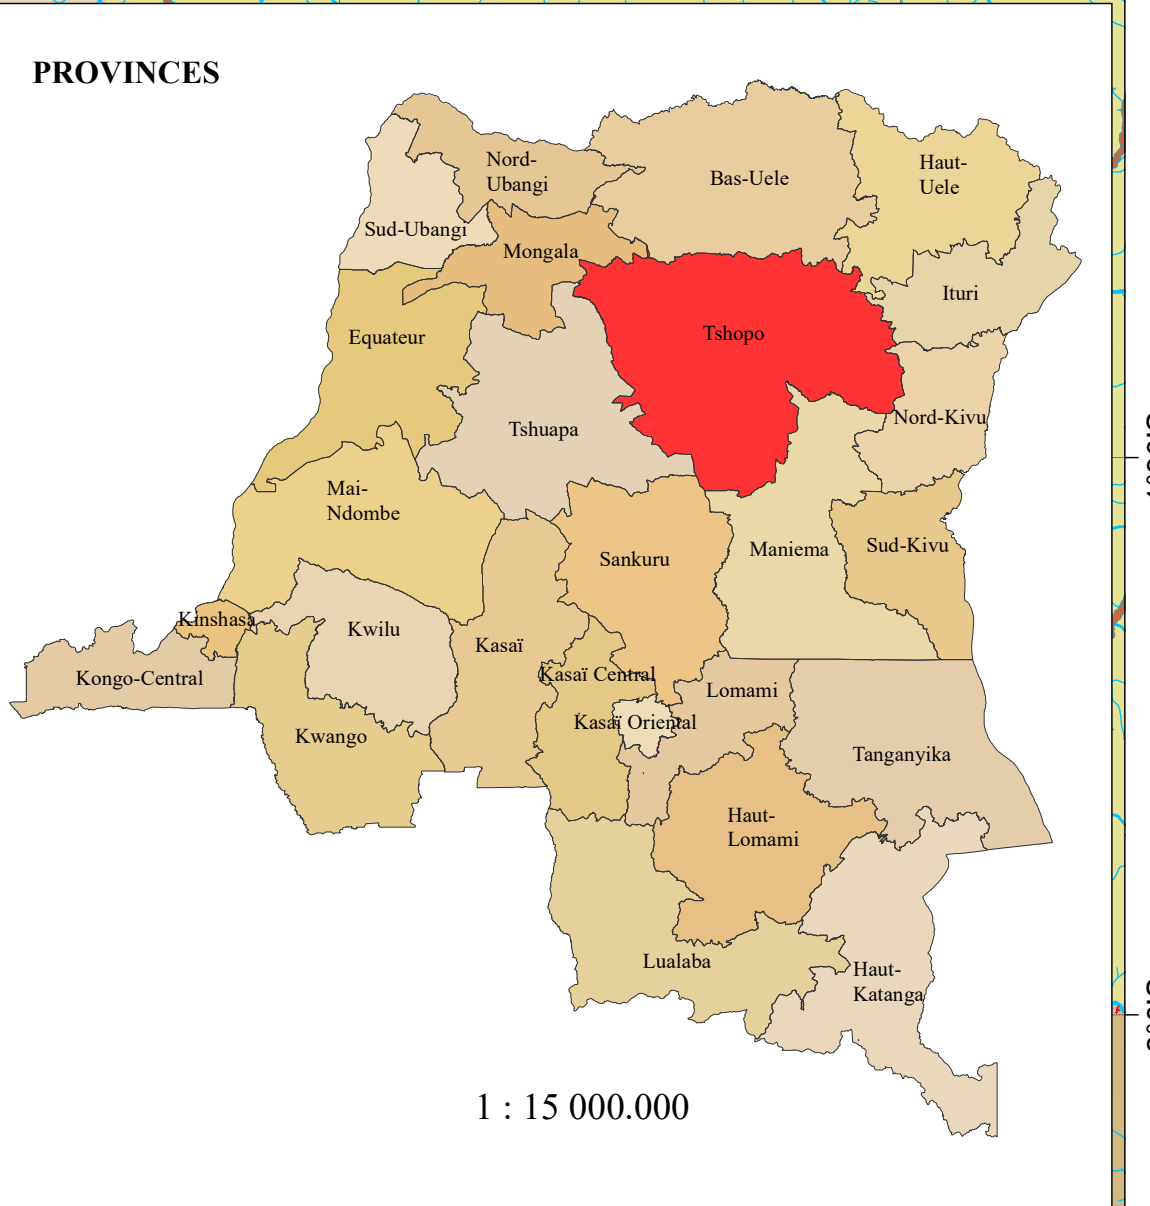 PROVINCES
Nord-
Ubangi
Bas-Uele
Haut-
Uele
Sud-Ubangi
Mongala
Ituri
Equateur
Tshopo
Nord-Kivu
Tshuapa
Mai-
Ndombe
Sankuru
Maniema
Sud-Kivu
Kinshasa
Kwilu
Kasaï
Kongo-Central
Kasaï Central
Lomami
Kasaï Oriental
Kwango
Tanganyika
Haut-
Lomami
Lualaba
Haut-
Katanga
1 : 15 000.000